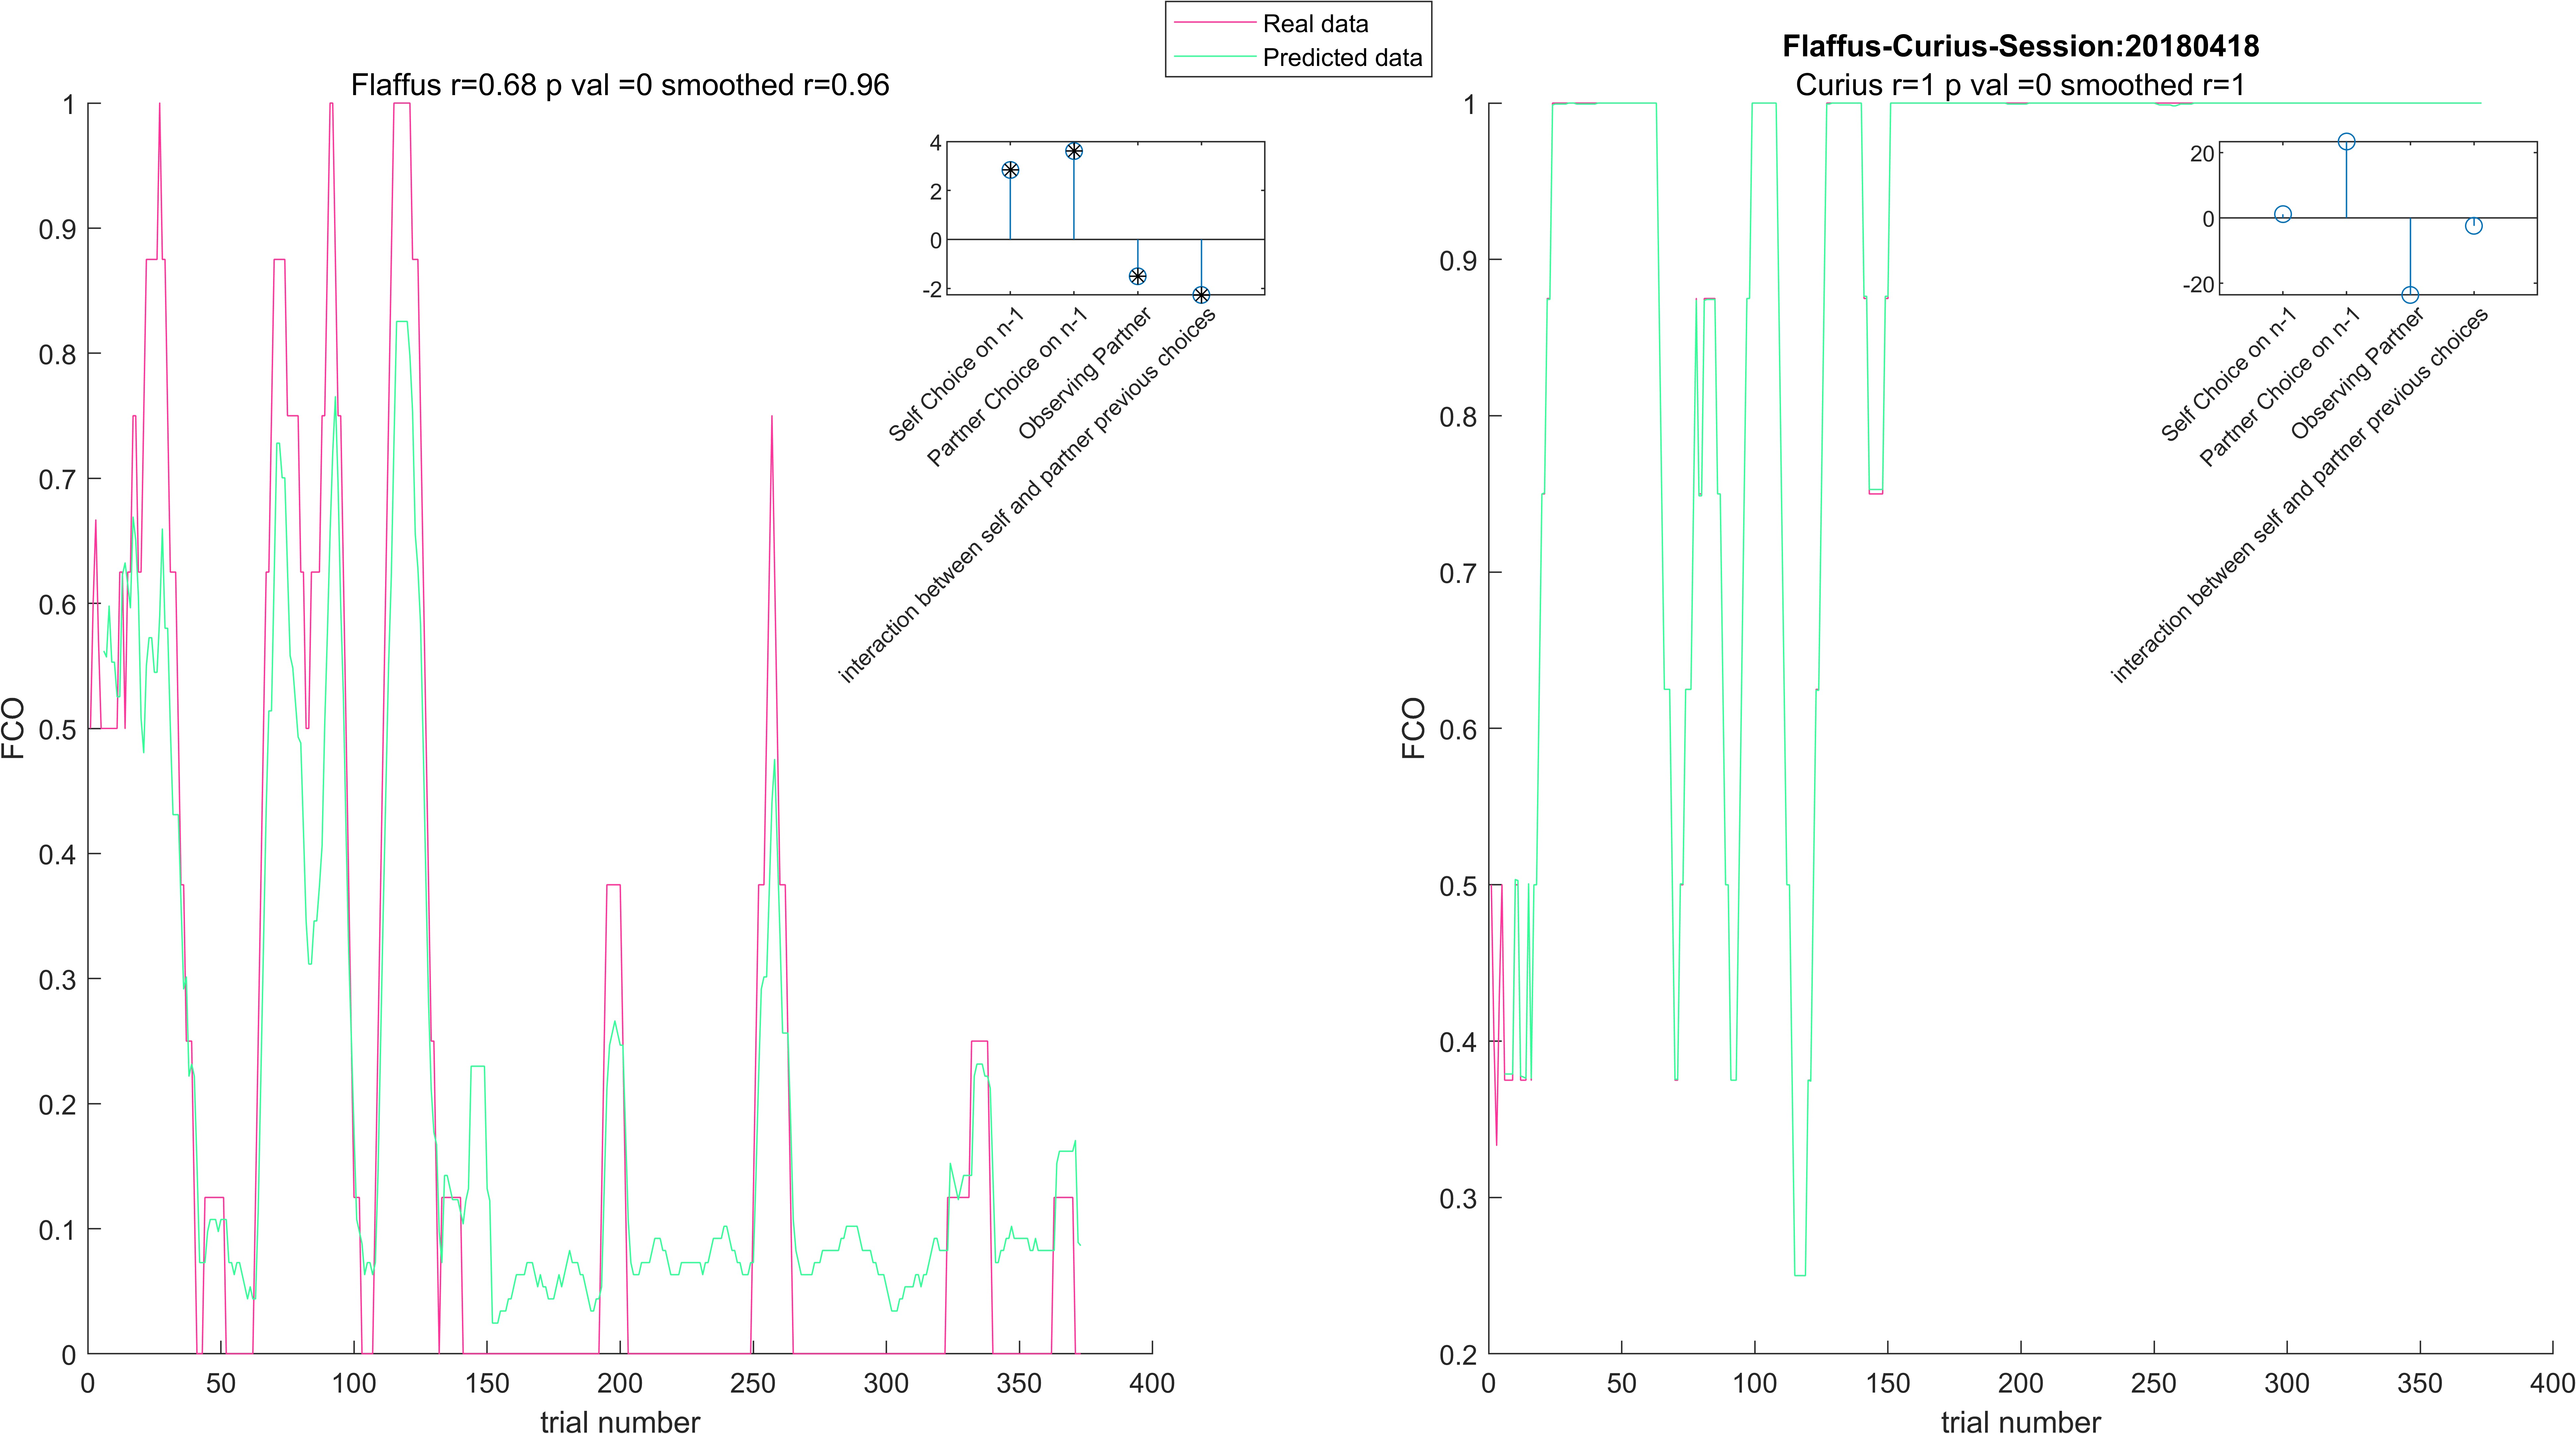 Real data
Predicted data
Flaffus r=0.68 p val =0 smoothed r=0.96
FCO
1
0.9
0.8
0.7
0.6
0.5
0.4
0.3
0.2
0.1
0
0
50
100
150
200
250
300
350
400
trial number
4
2
0
-2
Self Choice on n-1
Partner Choice on n-1
Observing Partner
interaction between self and partner previous choices
Flaffus-Curius-Session:20180418
Curius r=1 p val =0 smoothed r=1
FCO
1
0.9
0.8
0.7
0.6
0.5
0.4
0.3
0.2
0
50
100
150
200
250
300
350
400
trial number
20
0
-20
Self Choice on n-1
Partner Choice on n-1
Observing Partner
interaction between self and partner previous choices